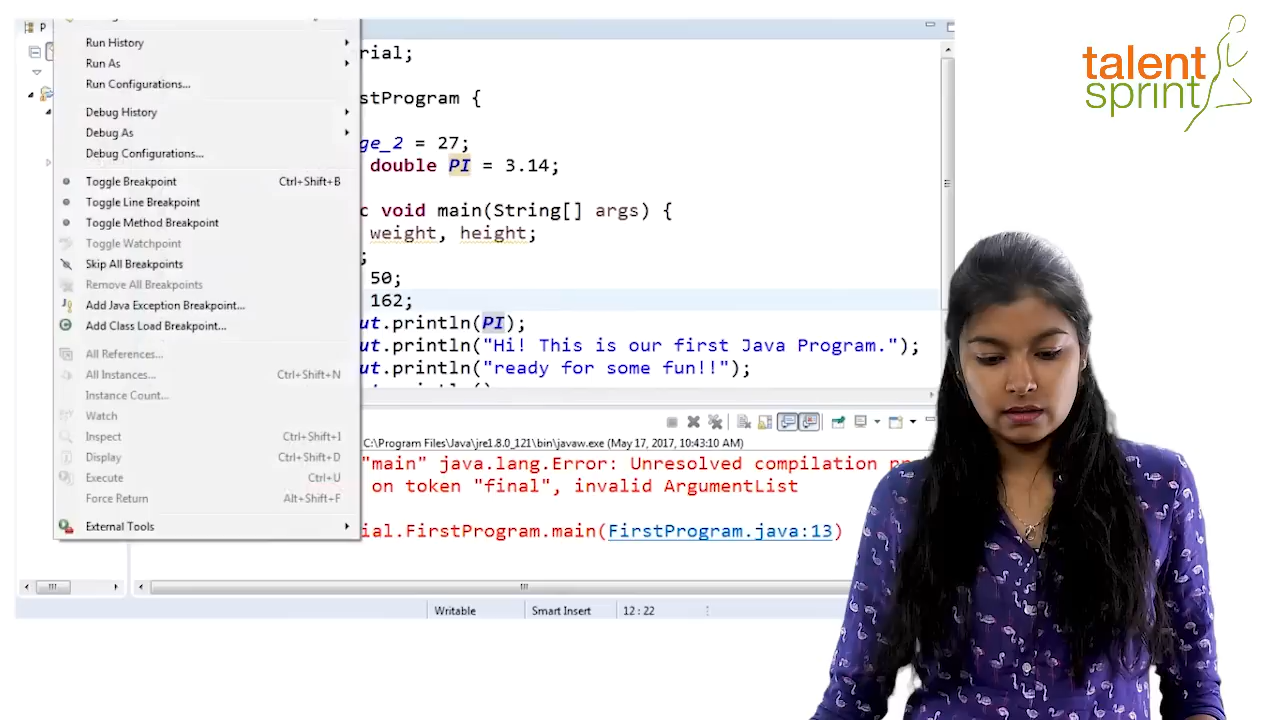 talent
sprint
P
Run History
Run As
Run Configurations...
Debug History
Debug As
Debug Configurations...
Toggle Breakpoint Ctrl+Shift+B
Toggle Line Breakpoint
Toggle Method Breakpoint
Toggle Watchpoint
Skip All Breakpoints
Remove All Breakpoints
Add Java Exception Breakpoint...
Add Class Load Breakpoint...
All References...
All Instances... Ctrl+Shift+N
Instance Count...
Watch
Inspect Ctrl+Shift+I
Display Ctrl+Shift+D
Execute Ctrl+U
Force Return Alt+Shift+F
External Tools
rial;
stProgram {
ge_2 = 27;
double PI = 3.14;
c void main(String[] args) {
weight, height;
;
50;
162;
ut.println(PI);
ut.println("Hi! This is our first Java Program.");
ut.println("ready for some fun!!");
C:\Program Files\Java\jre1.8.0_121\bin\javaw.exe (May 17, 2017, 10:43:10 AM)
"main" java.lang.Error: Unresolved compilation
on token "final", invalid ArgumentList
ial.FirstProgram.main(FirstProgram.java:13)
Writable Smart Insert 12 : 22